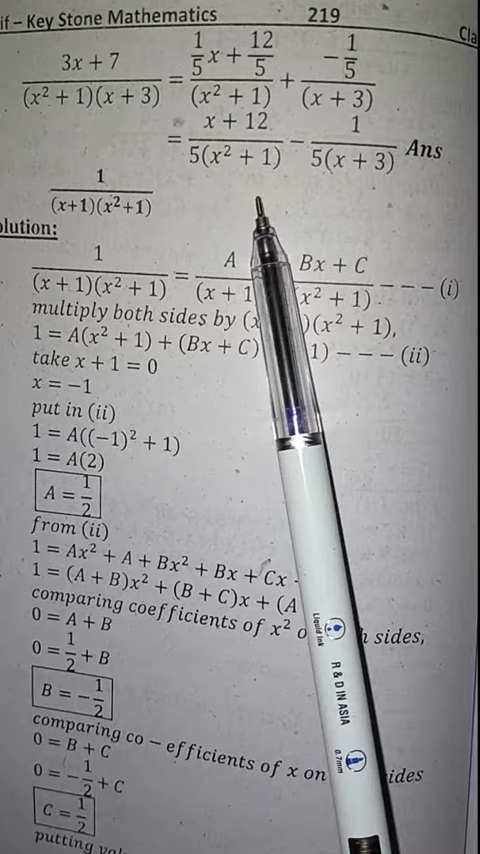 if – Key Stone Mathematics 219 Cla
(3x + 7)/((x² + 1)(x + 3)) = (1/5 x + 12/5)/((x² + 1)) + (−1/5)/((x + 3))
= (x + 12)/(5(x² + 1)) − 1/(5(x + 3)) Ans
1/((x+1)(x²+1))
olution:
1/((x + 1)(x² + 1)) = A/((x + 1 Bx + C/(x² + 1) − − − (i)
multiply both sides by (x )(x² + 1),
1 = A(x² + 1) + (Bx + C) 1) − − − (ii)
take x + 1 = 0
x = −1
put in (ii)
1 = A((−1)² + 1)
1 = A(2)
A = 1/2
from (ii)
1 = Ax² + A + Bx² + Bx + Cx
1 = (A + B)x² + (B + C)x + (A
comparing coefficients of x² o h sides,
0 = A + B
0 = 1/2 + B
B = −1/2
comparing co – efficients of x on ides
0 = B + C
0 = −1/2 + C
C = 1/2
putting
Liquid Ink
R & D IN ASIA
0.7mm